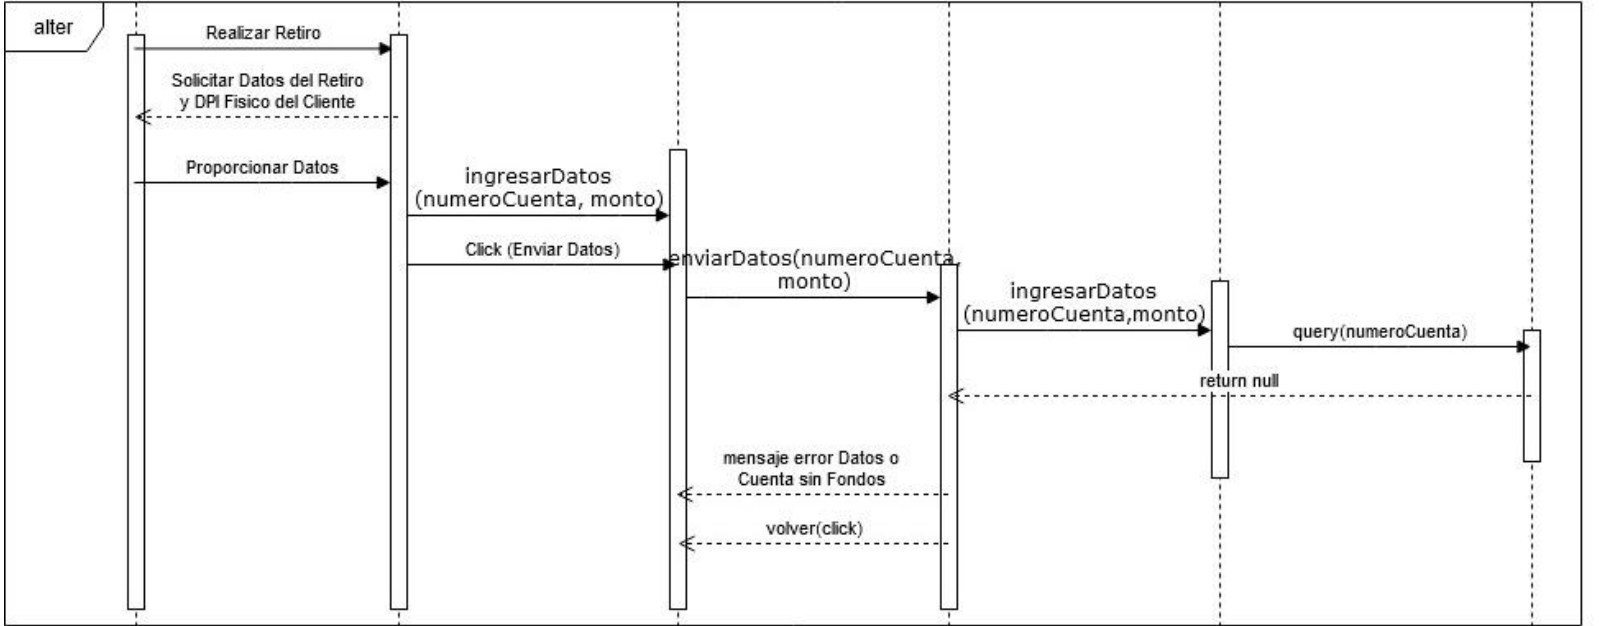 alter
Realizar Retiro
Solicitar Datos del Retiro
y DPI Fisico del Cliente
Proporcionar Datos
ingresarDatos
(numeroCuenta, monto)
Click (Enviar Datos)
enviarDatos(numeroCuenta,
monto)
ingresarDatos
(numeroCuenta,monto)
query(numeroCuenta)
return null
mensaje error Datos o
Cuenta sin Fondos
volver(click)